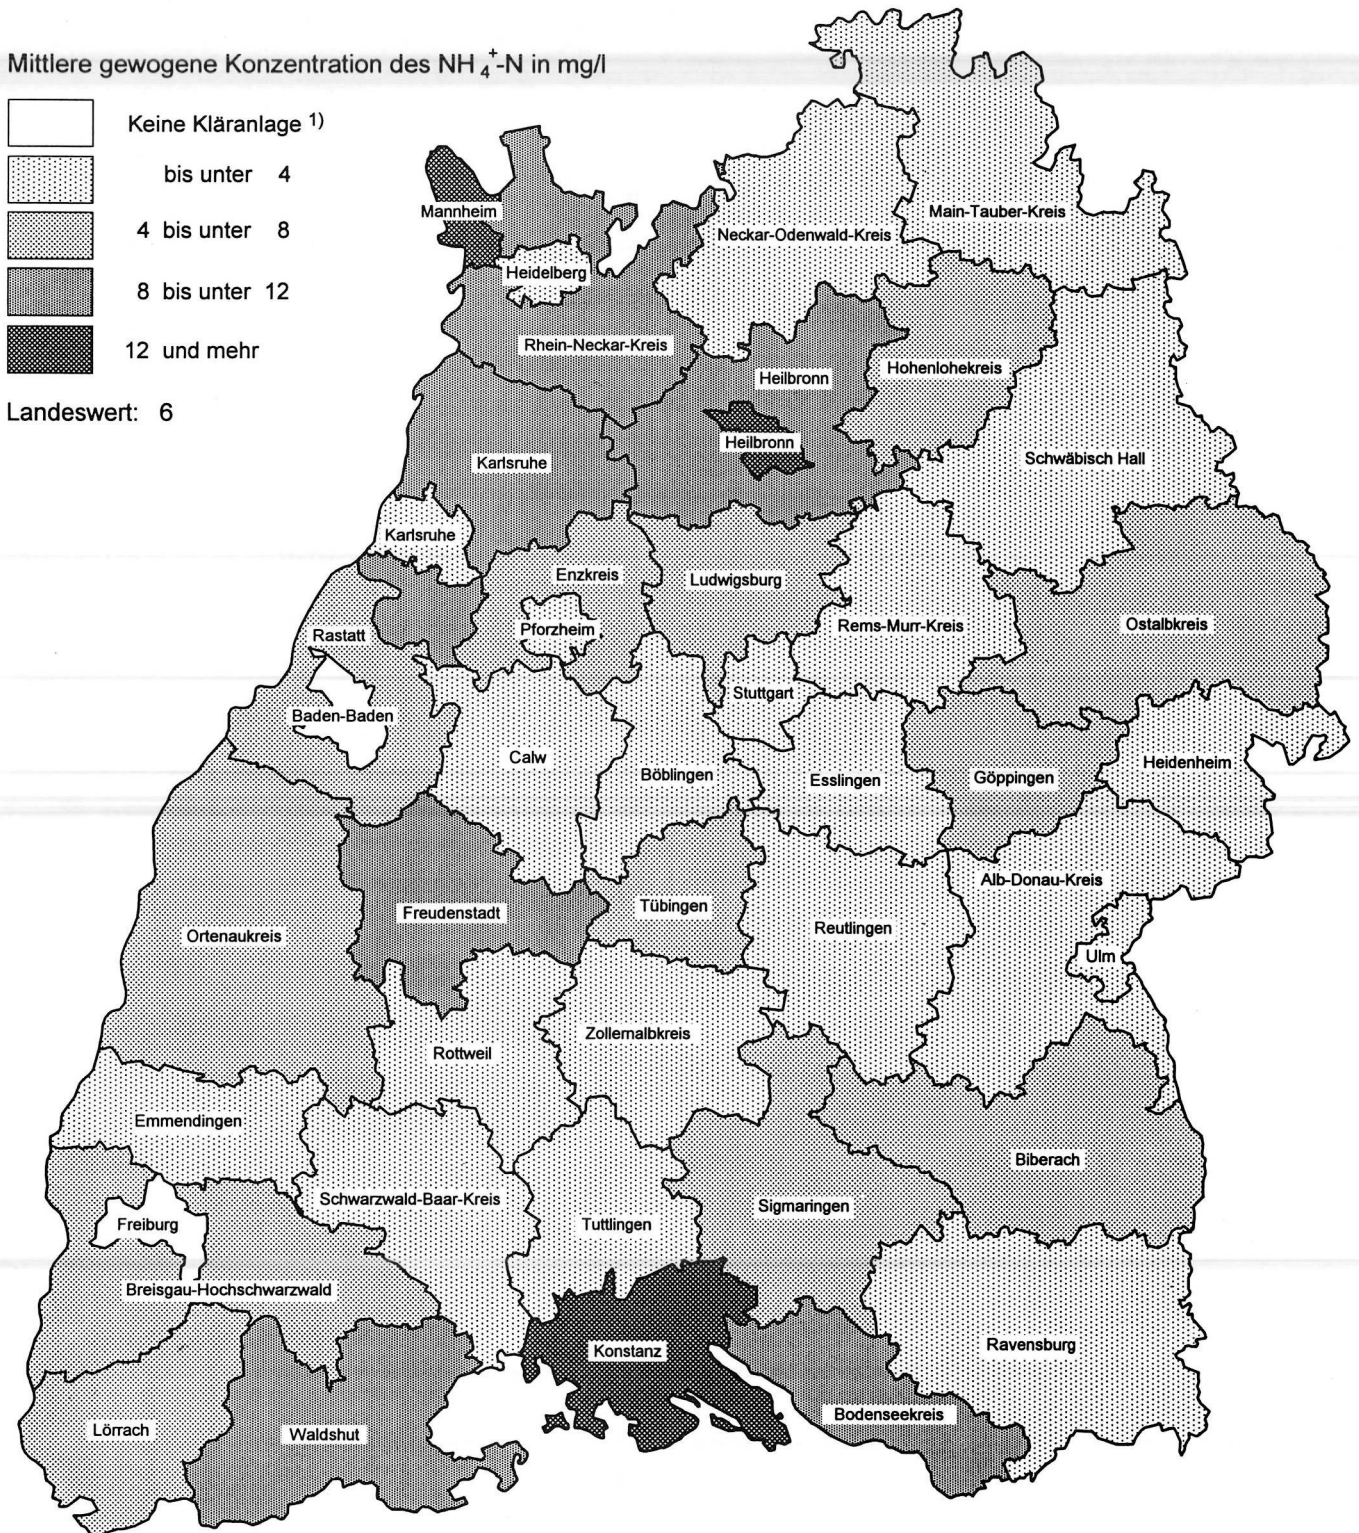 Mittlere gewogene Konzentration des NH₄⁺-N in mg/l
Keine Kläranlage ¹⁾
bis unter 4
4 bis unter 8
8 bis unter 12
12 und mehr
Landeswert: 6
Mannheim
Main-Tauber-Kreis
Neckar-Odenwald-Kreis
Heidelberg
Rhein-Neckar-Kreis
Hohenlohekreis
Heilbronn
Heilbronn
Schwäbisch Hall
Karlsruhe
Karlsruhe
Enzkreis
Ludwigsburg
Pforzheim
Rems-Murr-Kreis
Ostalbkreis
Rastatt
Stuttgart
Baden-Baden
Calw
Böblingen
Esslingen
Göppingen
Heidenheim
Alb-Donau-Kreis
Tübingen
Freudenstadt
Reutlingen
Ortenaukreis
Ulm
Zollernalbkreis
Rottweil
Emmendingen
Biberach
Schwarzwald-Baar-Kreis
Sigmaringen
Freiburg
Tuttlingen
Breisgau-Hochschwarzwald
Ravensburg
Konstanz
Bodenseekreis
Lörrach
Waldshut